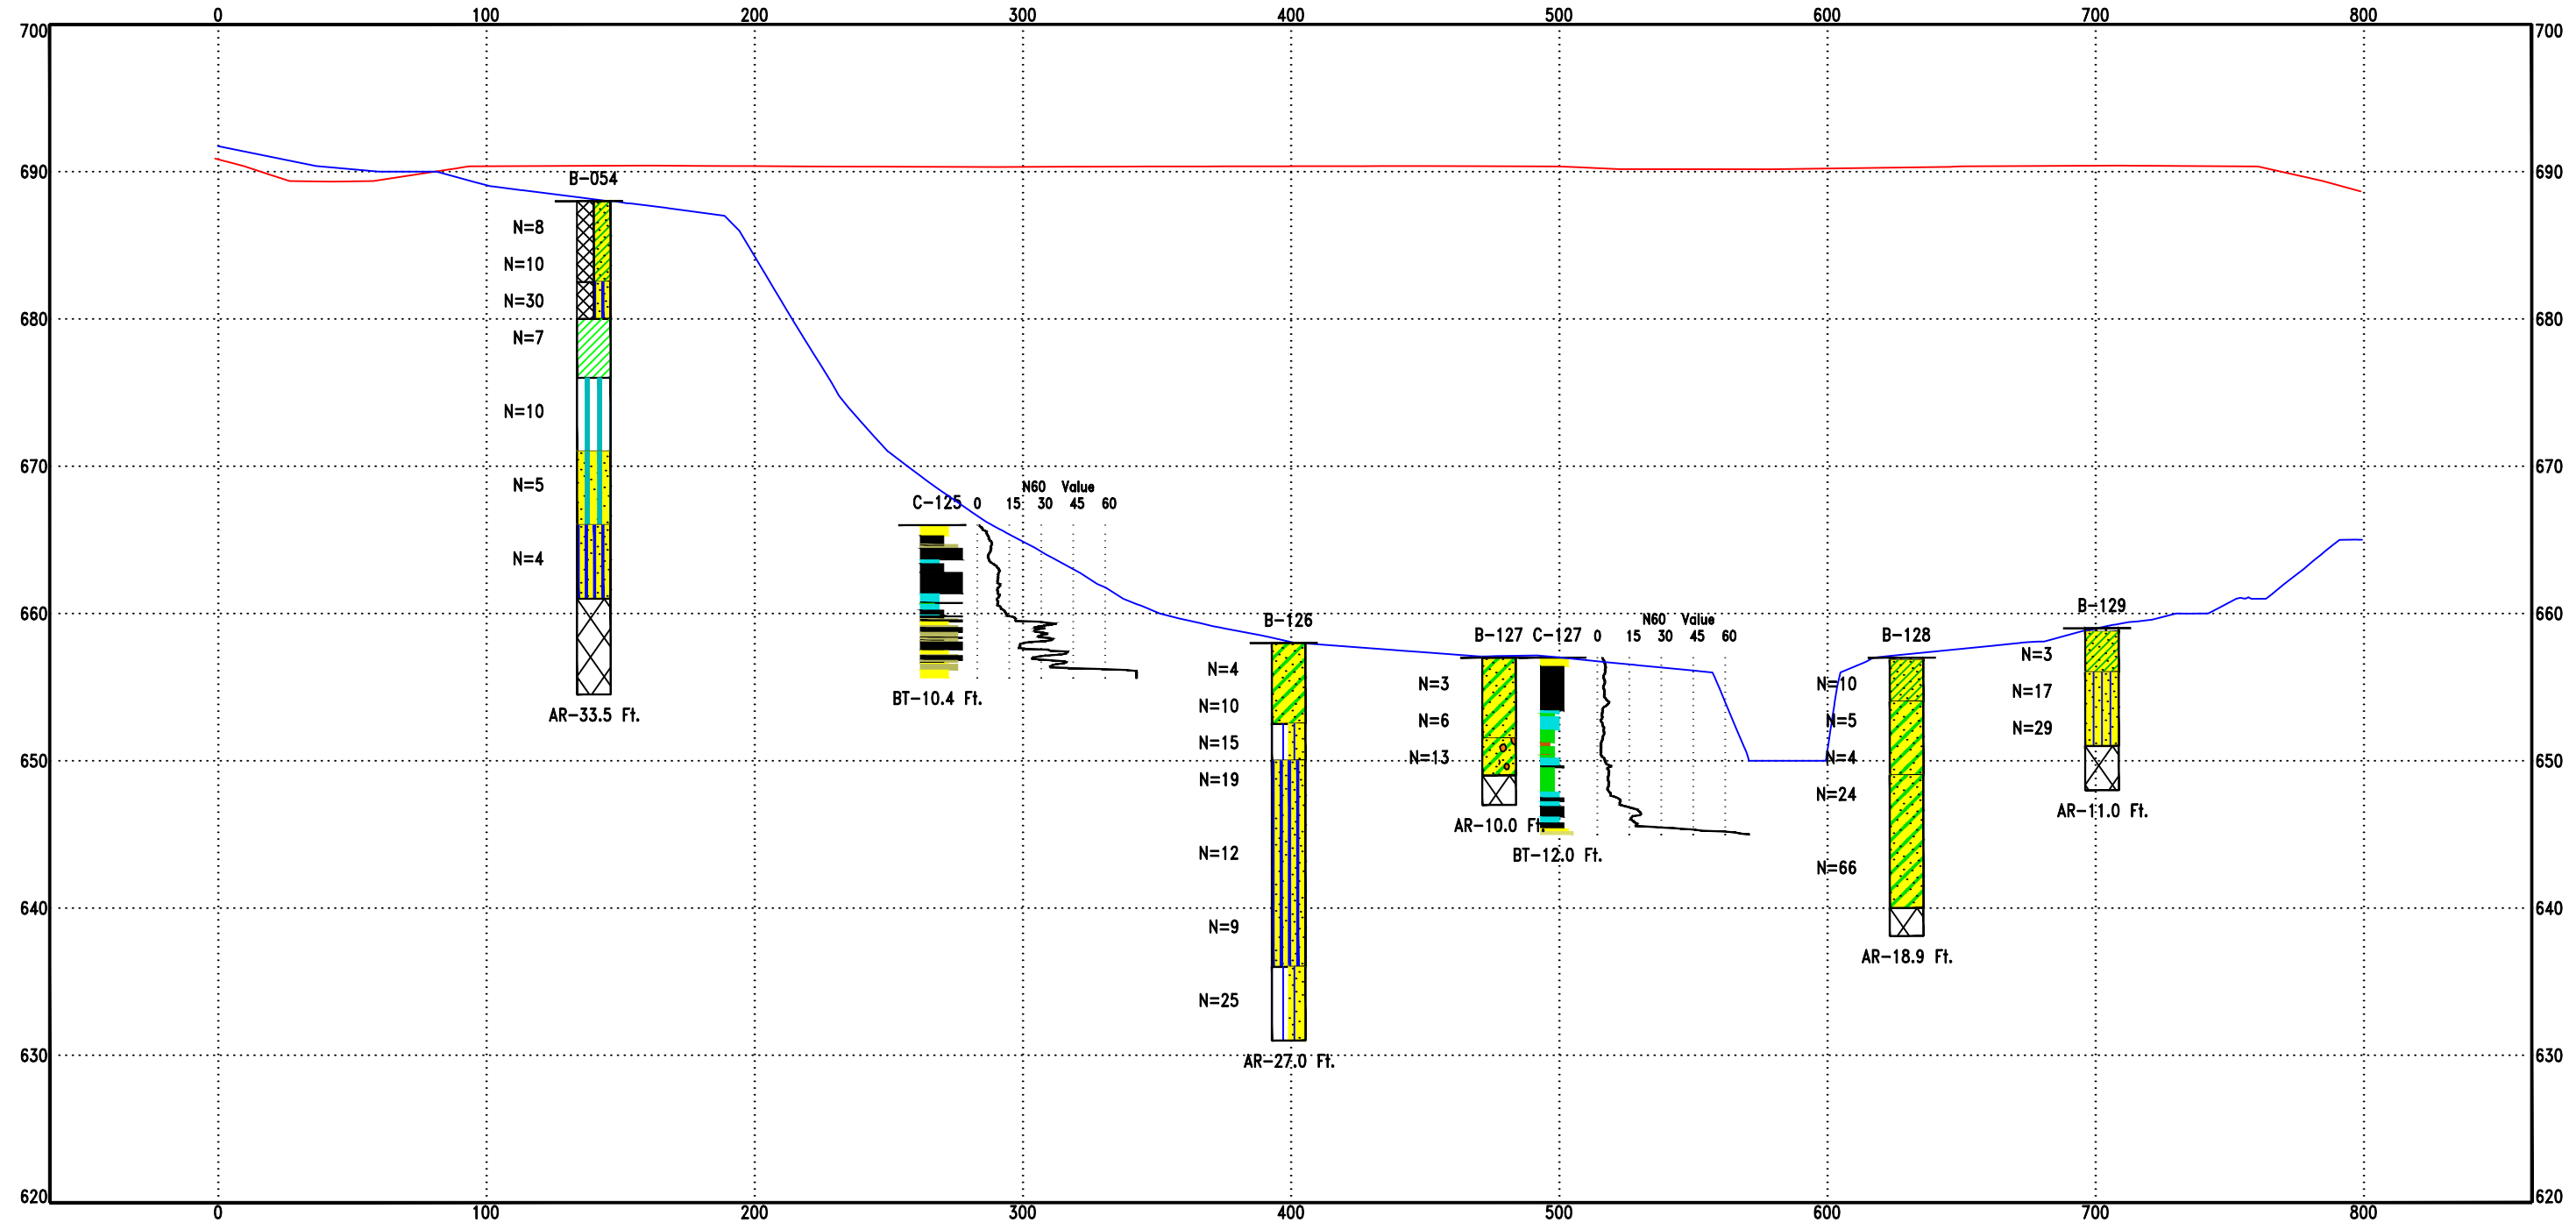 0 100 200 300 400 500 600 700 800
700 700
690 690
B-054
N=8
N=10
N=30
680 680
N=7
N=10
670 670
N=5
N60 Value
C-125 0 15 30 45 60
N=4
660 660
B-129
B-126
N60 Value
B-127 C-127 0 15 30 45 60
B-128
N=3
N=4
N=3 N=10
N=17
BT-10.4 Ft.
N=10
AR-33.5 Ft.
N=6 N=5
N=29
N=15
N=13 N=4
650 650
N=19
N=24
AR-11.0 Ft.
AR-10.0 Ft.
N=12
BT-12.0 Ft.
N=66
640 640
N=9
AR-18.9 Ft.
N=25
630 630
AR-27.0 Ft.
620 620
0 100 200 300 400 500 600 700 800